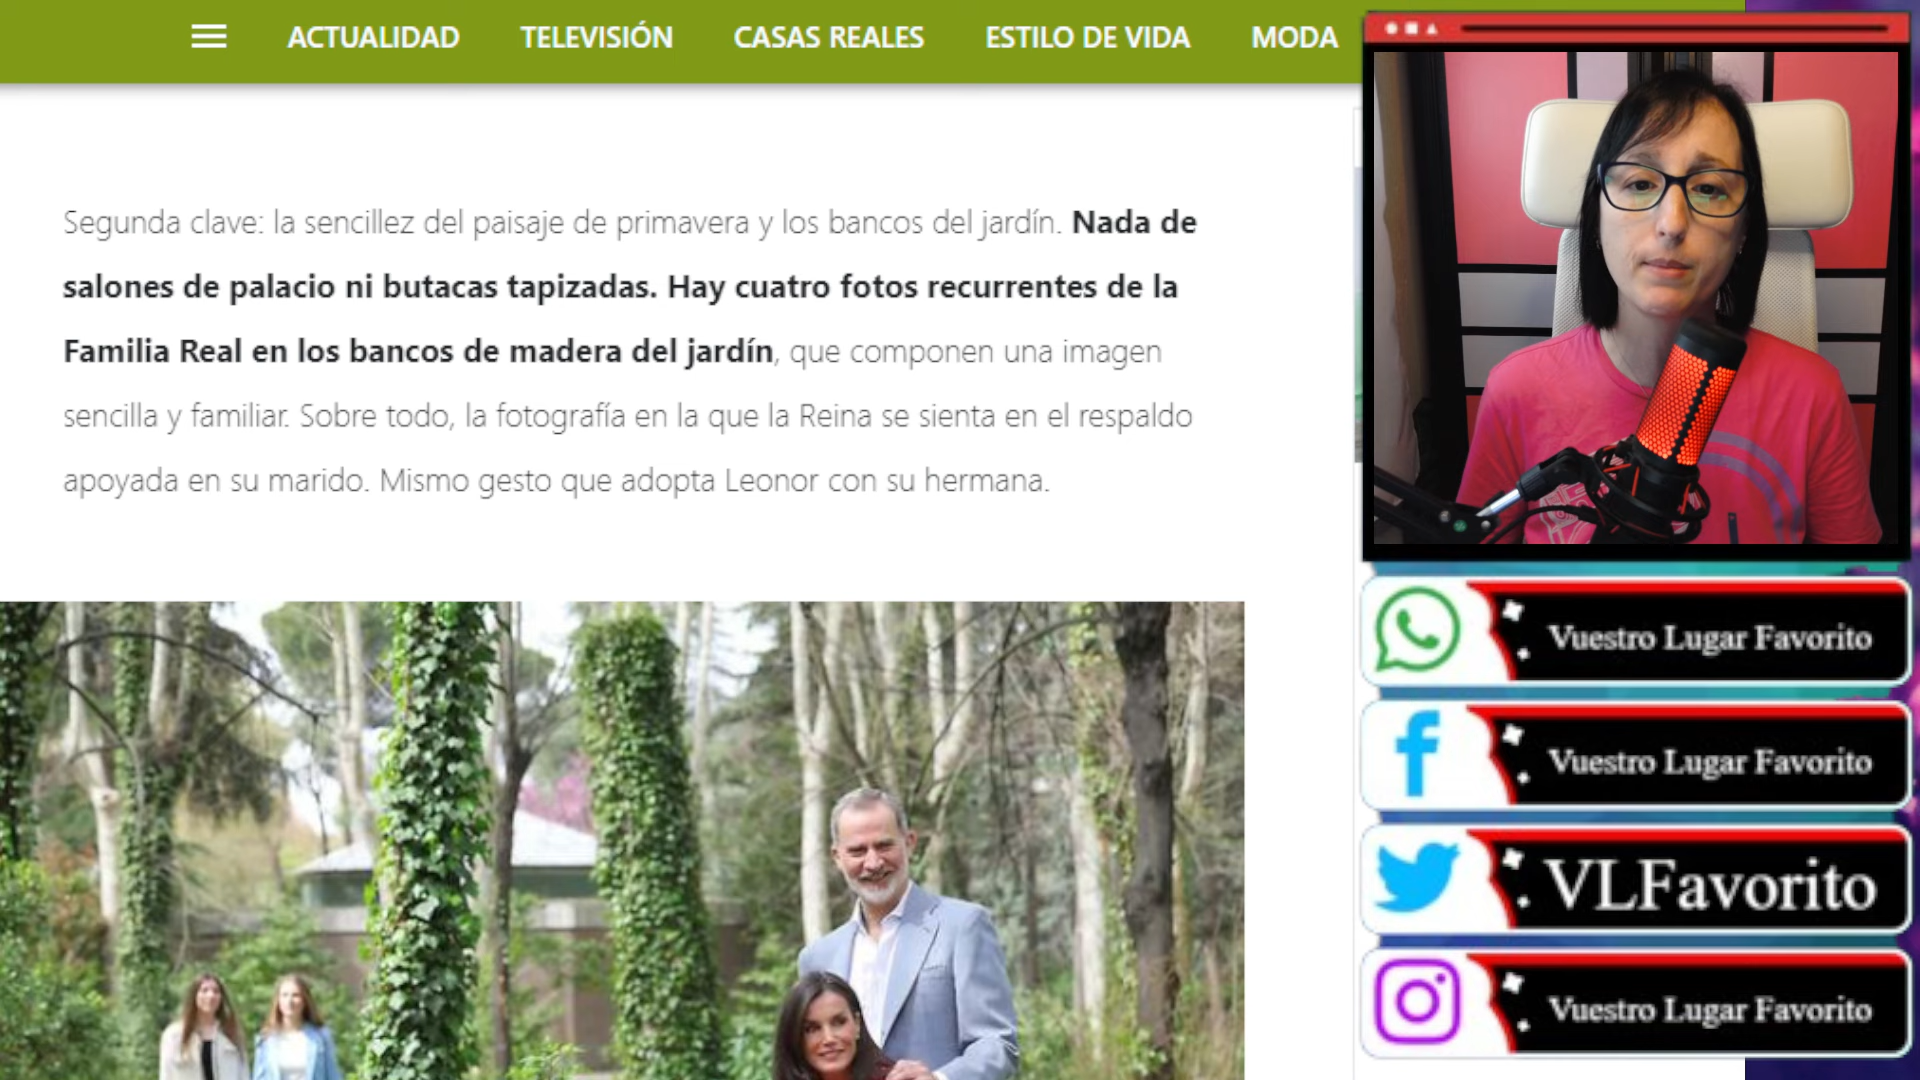 ACTUALIDAD TELEVISIÓN CASAS REALES ESTILO DE VIDA MODA
Segunda clave: la sencillez del paisaje de primavera y los bancos del jardín. Nada de
salones de palacio ni butacas tapizadas. Hay cuatro fotos recurrentes de la
Familia Real en los bancos de madera del jardín, que componen una imagen
sencilla y familiar. Sobre todo, la fotografía en la que la Reina se sienta en el respaldo
apoyada en su marido. Mismo gesto que adopta Leonor con su hermana.
Vuestro Lugar Favorito
Vuestro Lugar Favorito
VLFavorito
Vuestro Lugar Favorito